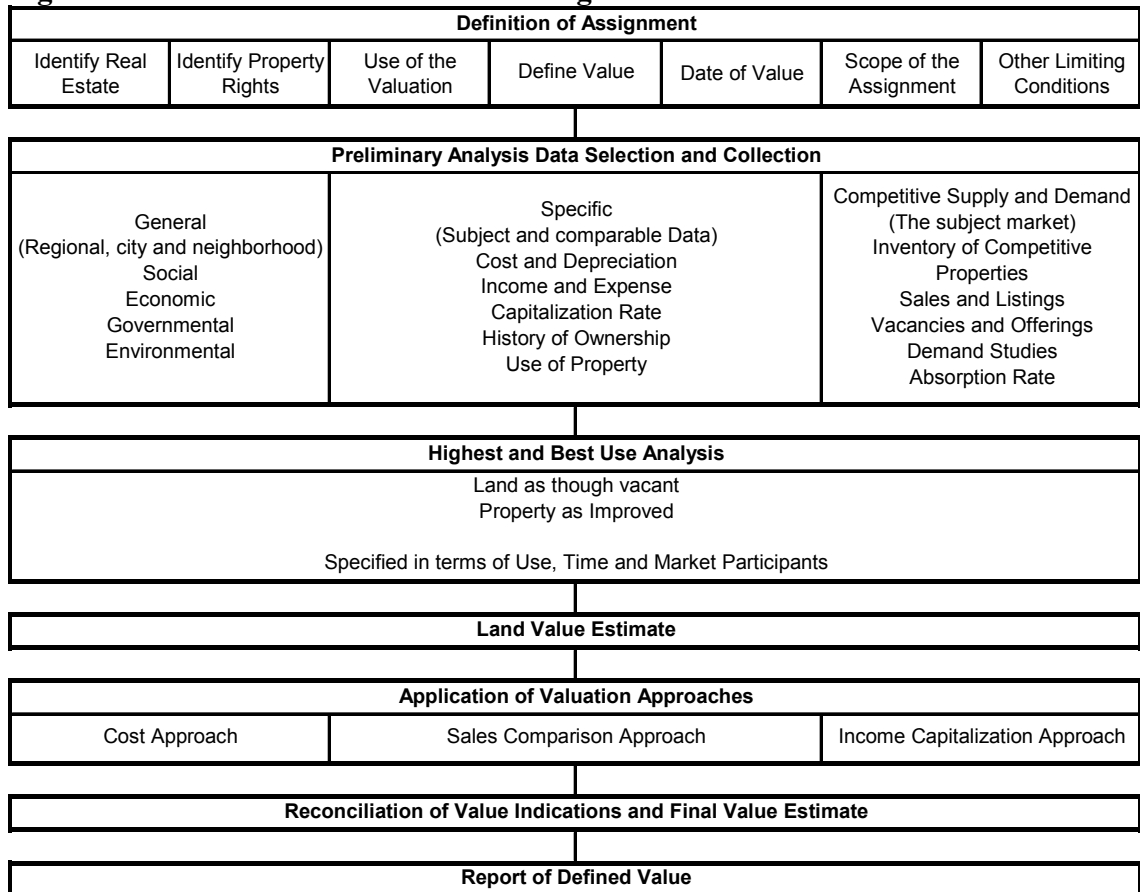 Definition of Assignment
Identify Real
Estate
Identify Property
Rights
Use of the
Valuation
Define Value
Date of Value
Scope of the
Assignment
Other Limiting
Conditions
Preliminary Analysis Data Selection and Collection
General
(Regional, city and neighborhood)
Social
Economic
Governmental
Environmental
Specific
(Subject and comparable Data)
Cost and Depreciation
Income and Expense
Capitalization Rate
History of Ownership
Use of Property
Competitive Supply and Demand
(The subject market)
Inventory of Competitive
Properties
Sales and Listings
Vacancies and Offerings
Demand Studies
Absorption Rate
Highest and Best Use Analysis
Land as though vacant
Property as Improved
Specified in terms of Use, Time and Market Participants
Land Value Estimate
Application of Valuation Approaches
Cost Approach
Sales Comparison Approach
Income Capitalization Approach
Reconciliation of Value Indications and Final Value Estimate
Report of Defined Value